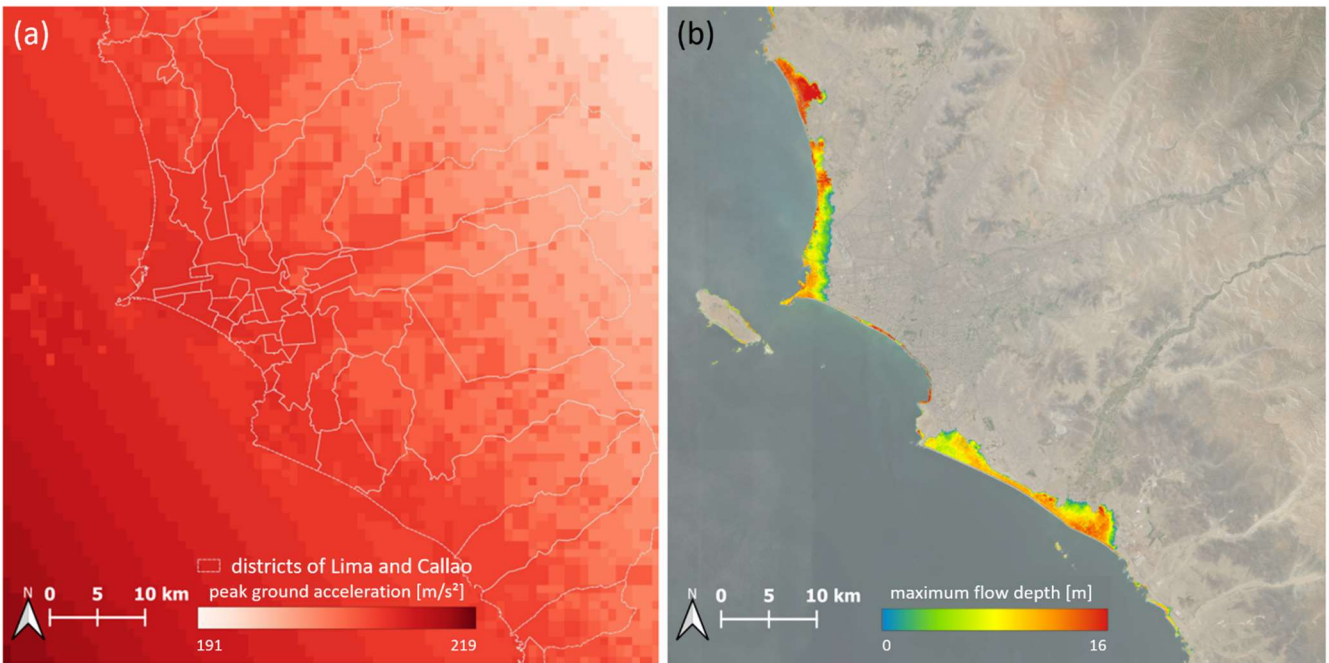 (a)
districts of Lima and Callao
peak ground acceleration [m/s²]
N 0 5 10 km
191 219
(b)
maximum flow depth [m]
N 0 5 10 km
0 16